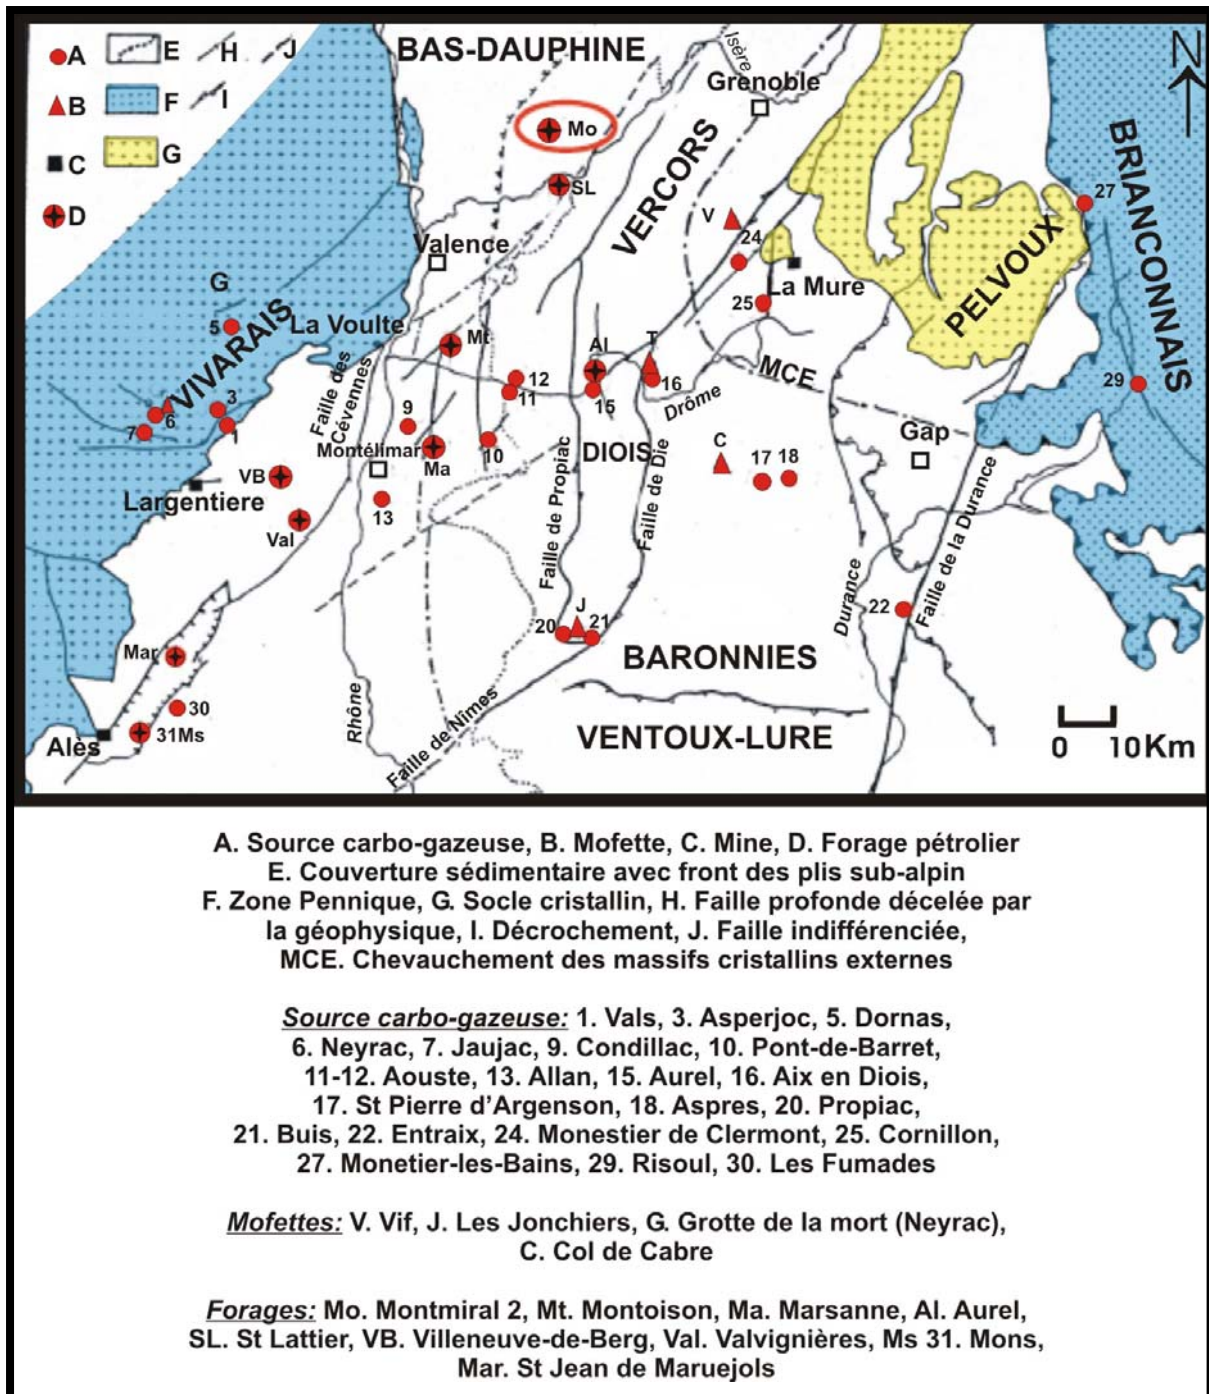 A
E
H
J
B
F
I
C
G
D
BAS-DAUPHINE
Isère
Grenoble
N
Mo
SL
VERCORS
BRIANCONNAIS
27
V
24
Valence
La Mure
25
PELVOUX
G
5
VIVARAIS
La Voulte
Mt
Al
T
12
11
15
16
Drôme
MCE
29
3
6
7
1
Faille des
Cévennes
9
Montélimar
Ma
10
DIOIS
C
17
18
Gap
VB
Largentiere
13
Val
Faille de Propiac
Faille de Die
Durance
Faille de la Durance
22
J
20
21
Mar
30
31Ms
Alès
Rhône
Faille de Nîmes
BARONNIES
VENTOUX-LURE
0 10Km
A. Source carbo-gazeuse, B. Mofette, C. Mine, D. Forage pétrolier
E. Couverture sédimentaire avec front des plis sub-alpin
F. Zone Pennique, G. Socle cristallin, H. Faille profonde décelée par
la géophysique, I. Décrochement, J. Faille indifférenciée,
MCE. Chevauchement des massifs cristallins externes
Source carbo-gazeuse: 1. Vals, 3. Asperjoc, 5. Dornas,
6. Neyrac, 7. Jaujac, 9. Condillac, 10. Pont-de-Barret,
11-12. Aouste, 13. Allan, 15. Aurel, 16. Aix en Diois,
17. St Pierre d'Argenson, 18. Aspres, 20. Propiac,
21. Buis, 22. Entraix, 24. Monestier de Clermont, 25. Cornillon,
27. Monetier-les-Bains, 29. Risoul, 30. Les Fumades
Mofettes: V. Vif, J. Les Jonchiers, G. Grotte de la mort (Neyrac),
C. Col de Cabre
Forages: Mo. Montmiral 2, Mt. Montoison, Ma. Marsanne, Al. Aurel,
SL. St Lattier, VB. Villeneuve-de-Berg, Val. Valvignières, Ms 31. Mons,
Mar. St Jean de Maruejols